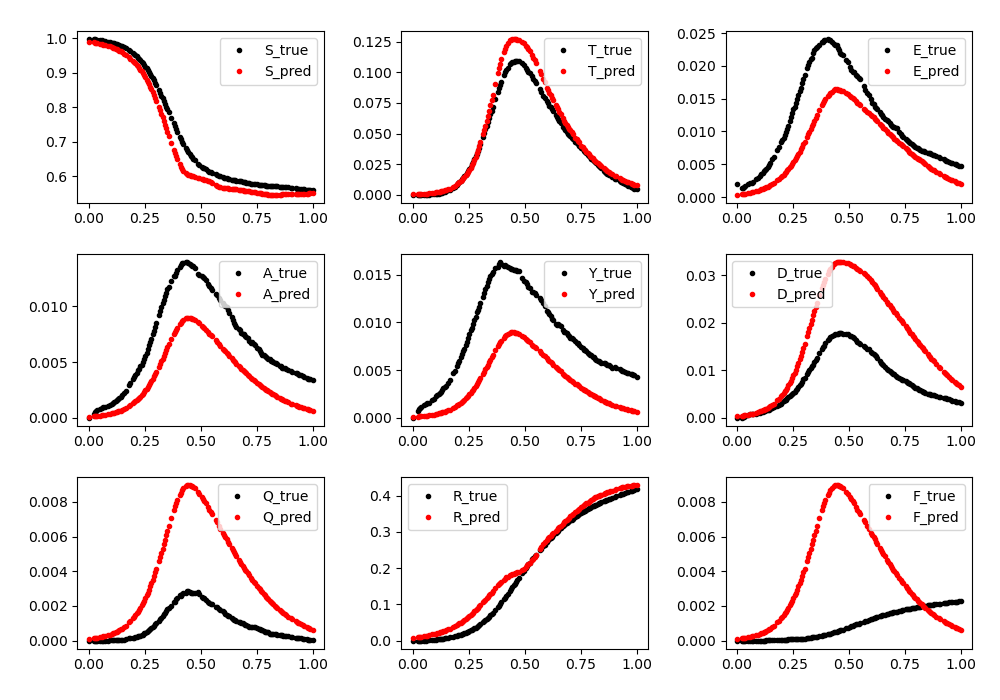 1.0
0.9
0.8
0.7
0.6
0.00 0.25 0.50 0.75 1.00
S_true
S_pred
0.125
0.100
0.075
0.050
0.025
0.000
0.00 0.25 0.50 0.75 1.00
T_true
T_pred
0.025
0.020
0.015
0.010
0.005
0.000
0.00 0.25 0.50 0.75 1.00
E_true
E_pred
0.010
0.005
0.000
0.00 0.25 0.50 0.75 1.00
A_true
A_pred
0.015
0.010
0.005
0.000
0.00 0.25 0.50 0.75 1.00
Y_true
Y_pred
0.03
0.02
0.01
0.00
0.00 0.25 0.50 0.75 1.00
D_true
D_pred
0.008
0.006
0.004
0.002
0.000
0.00 0.25 0.50 0.75 1.00
Q_true
Q_pred
0.4
0.3
0.2
0.1
0.0
0.00 0.25 0.50 0.75 1.00
R_true
R_pred
0.008
0.006
0.004
0.002
0.000
0.00 0.25 0.50 0.75 1.00
F_true
F_pred